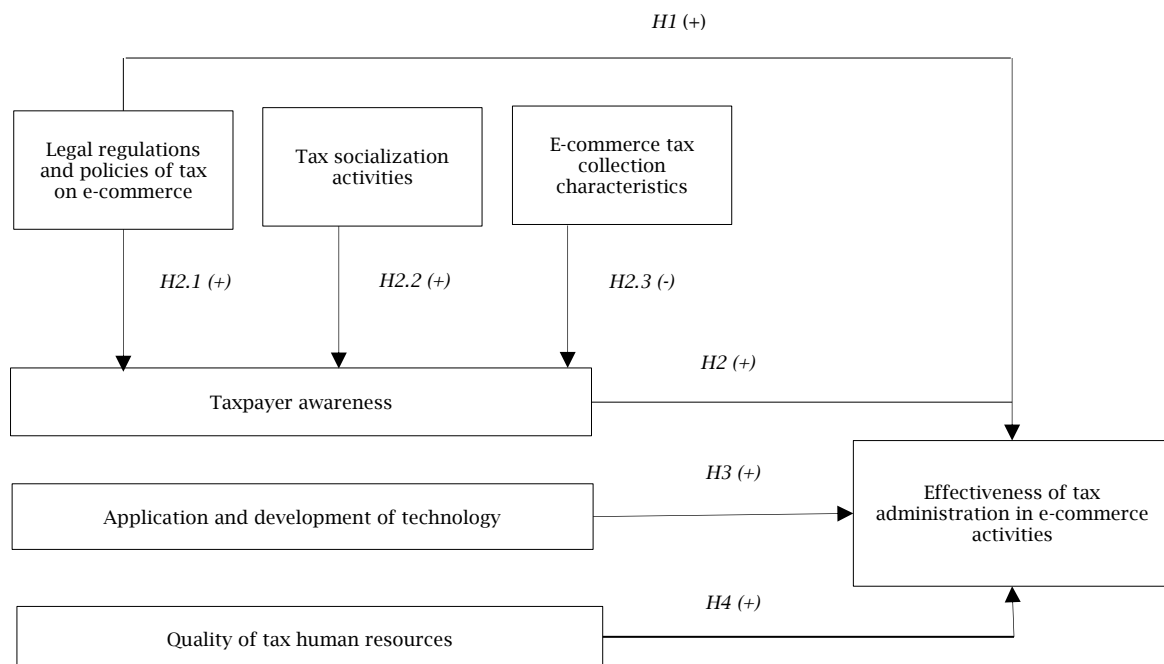 H1 (+)
Legal regulations
and policies of tax
on e-commerce
Tax socialization
activities
E-commerce tax
collection
characteristics
H2.1 (+)
H2.2 (+)
H2.3 (-)
Taxpayer awareness
H2 (+)
Application and development of technology
H3 (+)
Effectiveness of tax
administration in e-commerce
activities
Quality of tax human resources
H4 (+)